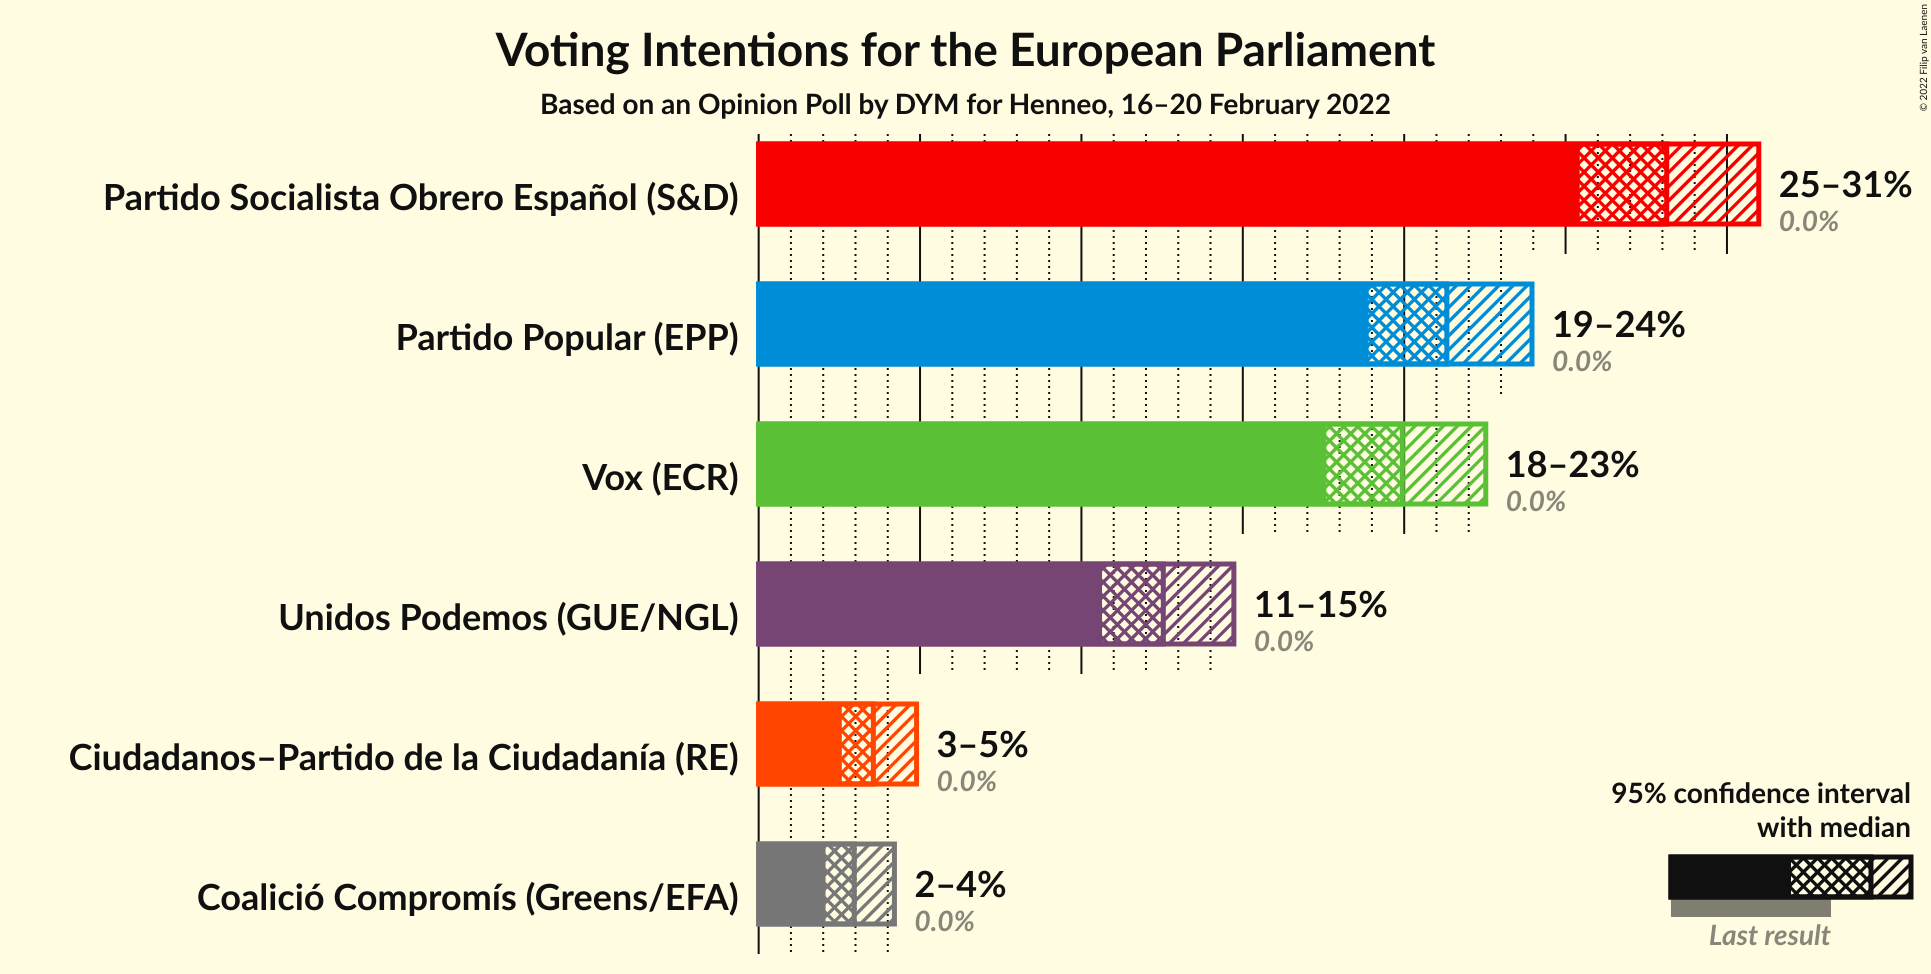 Voting Intentions for the European Parliament
Based on an Opinion Poll by DYM for Henneo, 16–20 February 2022
© 2022 Filip van Laenen
Partido Socialista Obrero Español (S&D)
25–31%
0.0%
Partido Popular (EPP)
19–24%
0.0%
Vox (ECR)
18–23%
0.0%
Unidos Podemos (GUE/NGL)
11–15%
0.0%
Ciudadanos–Partido de la Ciudadanía (RE)
3–5%
0.0%
Coalició Compromís (Greens/EFA)
2–4%
0.0%
95% confidence interval
with median
Last result